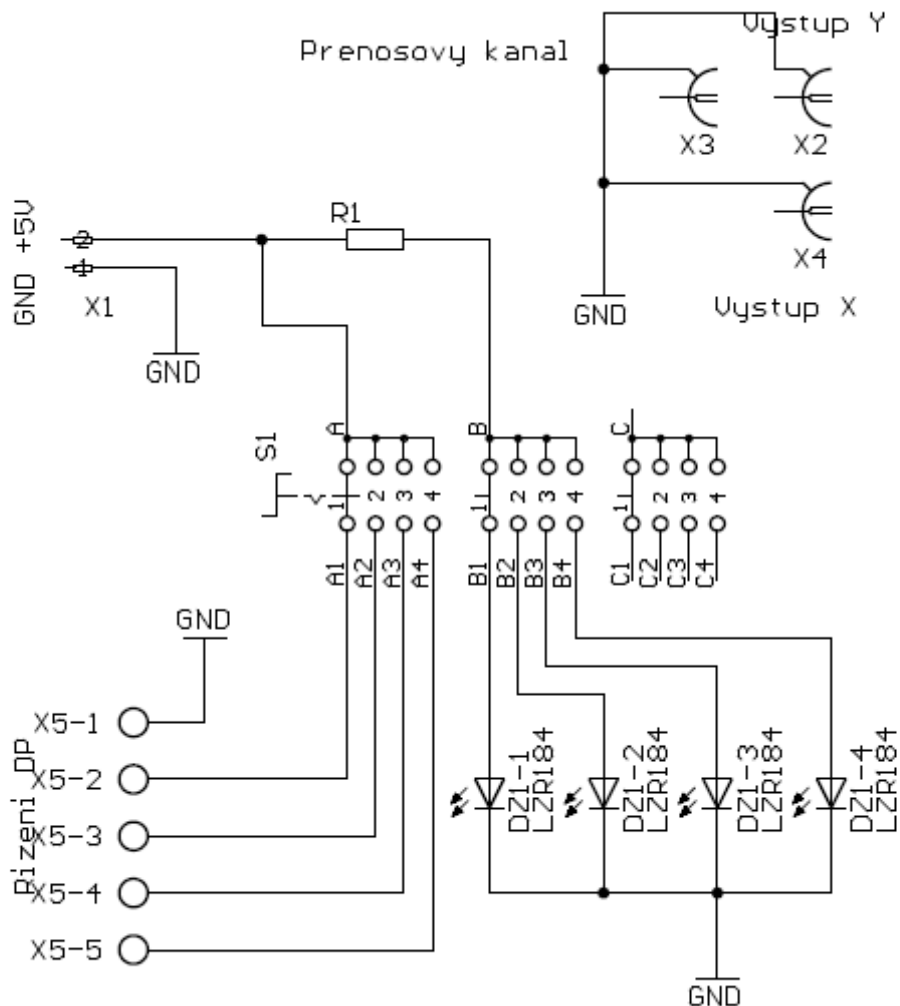 Vystup Y
Prenosovy kanal
X3
X2
R1
X4
GND +5V
2
1
X1
GND
GND
Vystup X
S1
A
B
C
1 2 3 4
1 2 3 4
1 2 3 4
A1 A2 A3 A4
B1 B2 B3 B4
C1 C2 C3 C4
GND
Rizeni DP
X5-1
X5-2
X5-3
X5-4
X5-5
DZ1-1
LZR184
DZ1-2
LZR184
DZ1-3
LZR184
DZ1-4
LZR184
GND